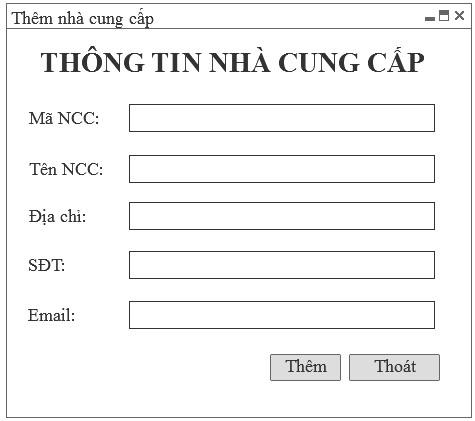 Thêm nhà cung cấp
THÔNG TIN NHÀ CUNG CẤP
Mã NCC:
Tên NCC:
Địa chỉ:
SĐT:
Email:
Thêm Thoát